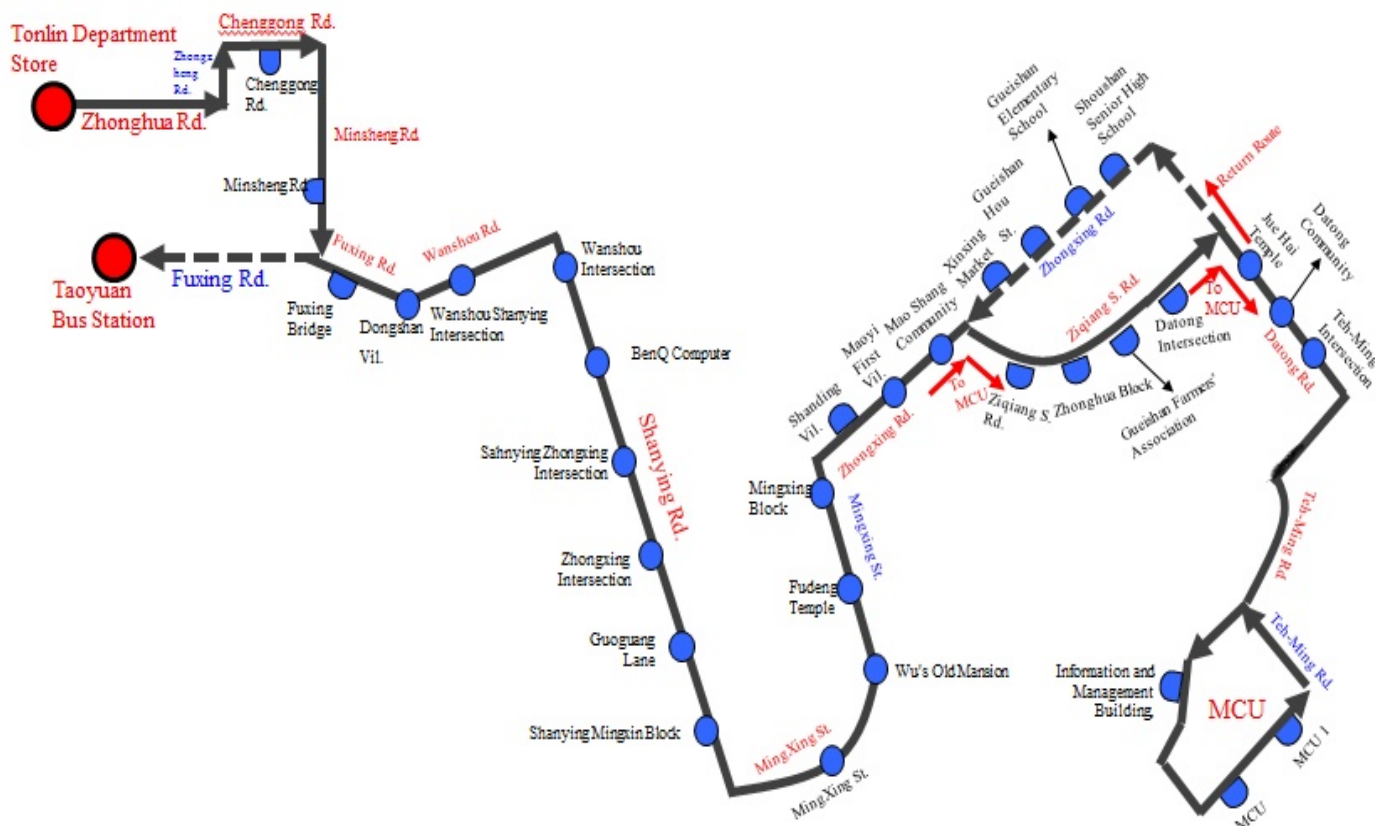 Tonlin Department
Store
Chenggong Rd.
Zhongz
heng
Rd.
Chenggong
Rd.
Zhonghua Rd.
Minsheng Rd.
Minsheng Rd.
Taoyuan
Bus Station
Fuxing Rd.
Fuxing Rd.
Wanshou Rd.
Fuxing
Bridge
Dongshan
Vil.
Wanshou Shanying
Intersection
Wanshou
Intersection
BenQ Computer
Sahnying Zhongxing
Intersection
Shanying Rd.
Zhongxing
Intersection
Guoguang
Lane
Shanying Mingxin Block
MingXing St.
MingXing St.
Wu's Old Mansion
Fudeng
Temple
Mingxing St.
Mingxing
Block
Zhongxing Rd.
Shanding
Vil.
Maoyi
First
Vil.
Mao Shang
Community
Xinxing
Market
Gueishan
Hou
St.
Gueishan
Elementary
School
Shoushan
Senior High
School
Zhongxing Rd.
To
MCU
Ziqiang S.
Rd.
Zhonghua Block
Gueishan Farmers'
Association
Ziqiang S. Rd.
Datong
Intersection
To
MCU
Return Route
Jue Hai
Temple
Datong
Community
Teh-Ming
Intersection
Datong Rd.
Teh-Ming
Rd.
Teh-Ming Rd.
Information and
Management
Building
MCU
MCU 1
MCU